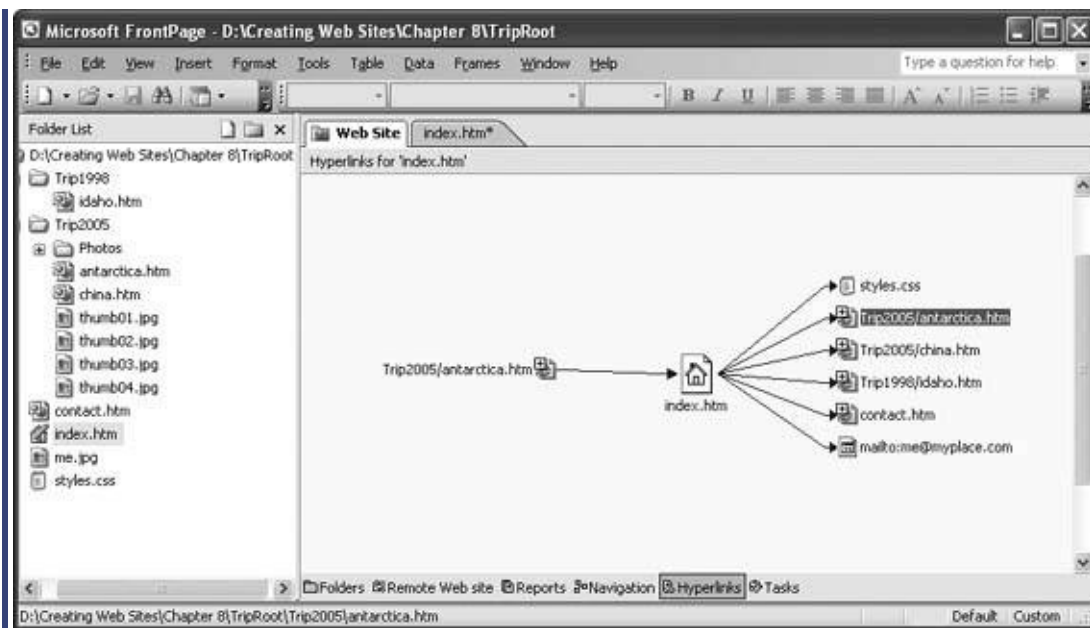 Microsoft FrontPage - D:\Creating Web Sites\Chapter 8\TripRoot
File Edit View Insert Format Tools Table Data Frames Window Help
Type a question for help
B I U A A
Folder List
Web Site index.htm*
D:\Creating Web Sites\Chapter 8\TripRoot
Hyperlinks for 'index.htm'
Trip1998
idaho.htm
Trip2005
Photos
antarctica.htm
china.htm
thumb01.jpg
thumb02.jpg
thumb03.jpg
thumb04.jpg
contact.htm
index.htm
me.jpg
styles.css
Trip2005/antarctica.htm
index.htm
styles.css
Trip2005/antarctica.htm
Trip2005/china.htm
Trip1998/idaho.htm
contact.htm
mailto:me@myplace.com
Folders Remote Web site Reports Navigation Hyperlinks Tasks
D:\Creating Web Sites\Chapter 8\TripRoot\Trip2005\antarctica.htm
Default Custom